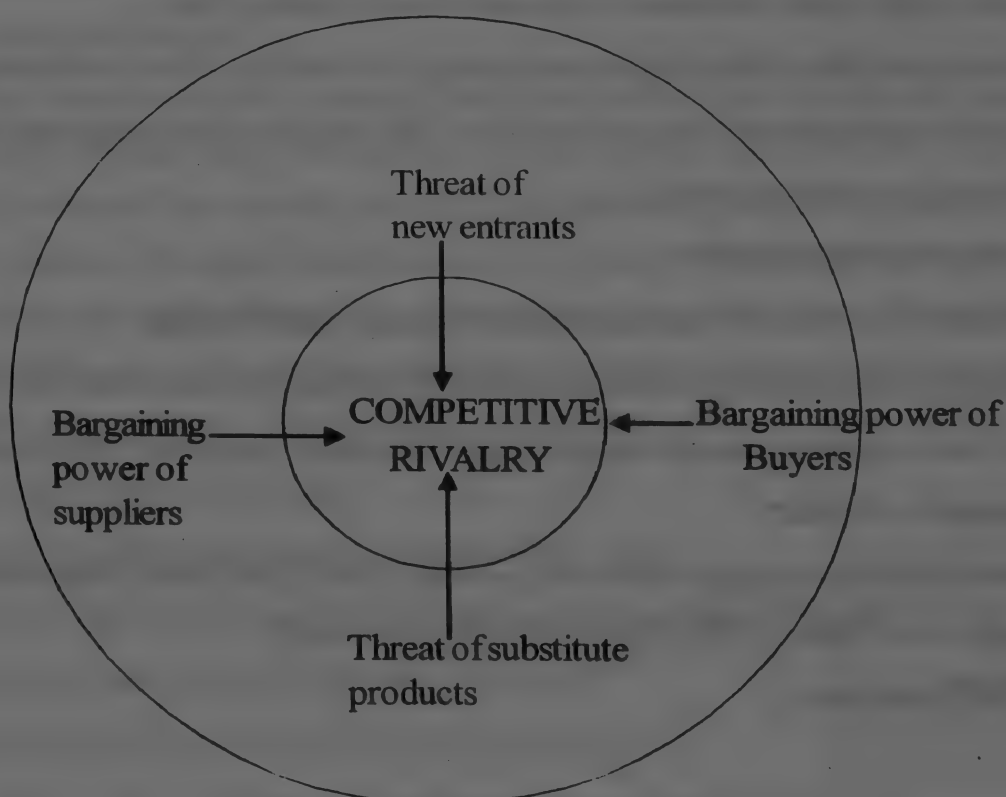 Threat of
new entrants
COMPETITIVE
RIVALRY
Bargaining
power of
suppliers
Bargaining power of
Buyers
Threat of substitute
products